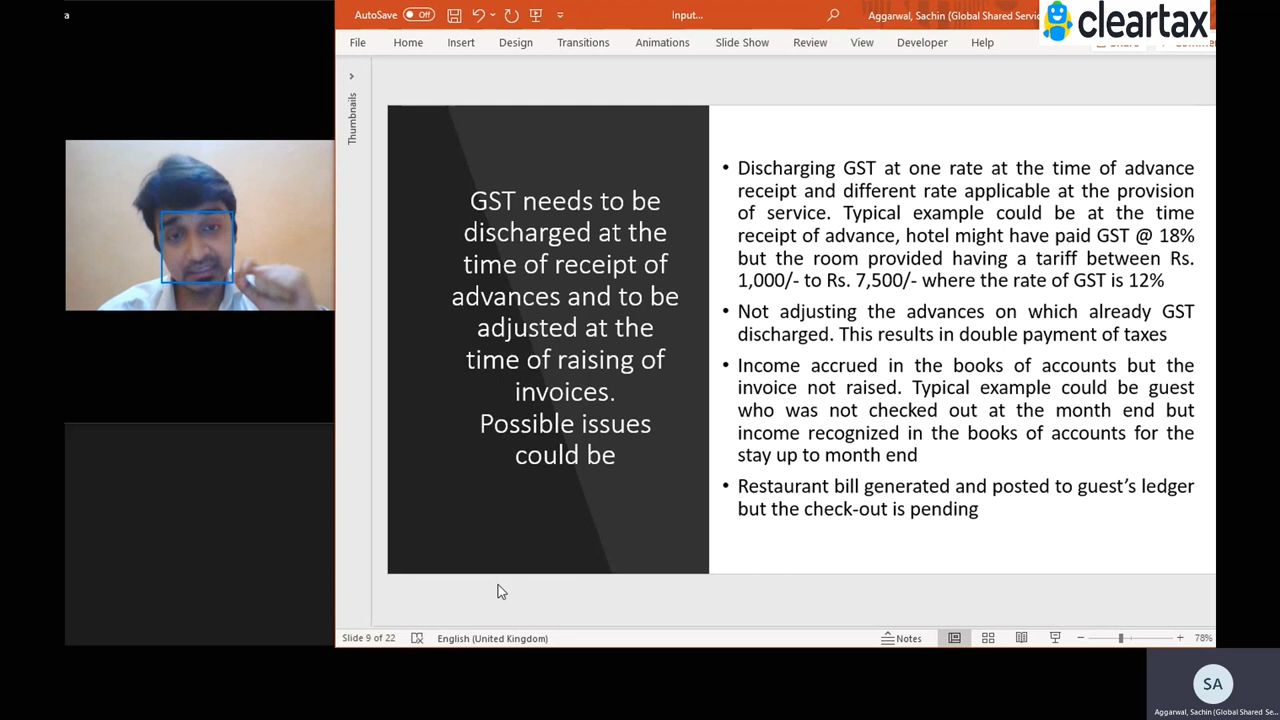 a
AutoSave Off
Input...
Aggarwal, Sachin (Global Shared Servic
cleartax
File Home Insert Design Transitions Animations Slide Show Review View Developer Help
Thumbnails
GST needs to be
discharged at the
time of receipt of
advances and to be
adjusted at the
time of raising of
invoices.
Possible issues
could be
• Discharging GST at one rate at the time of advance
receipt and different rate applicable at the provision
of service. Typical example could be at the time
receipt of advance, hotel might have paid GST @ 18%
but the room provided having a tariff between Rs.
1,000/- to Rs. 7,500/- where the rate of GST is 12%
• Not adjusting the advances on which already GST
discharged. This results in double payment of taxes
• Income accrued in the books of accounts but the
invoice not raised. Typical example could be guest
who was not checked out at the month end but
income recognized in the books of accounts for the
stay up to month end
• Restaurant bill generated and posted to guest's ledger
but the check-out is pending
Slide 9 of 22
English (United Kingdom)
Notes
78%
SA
Aggarwal, Sachin (Global Shared Se...